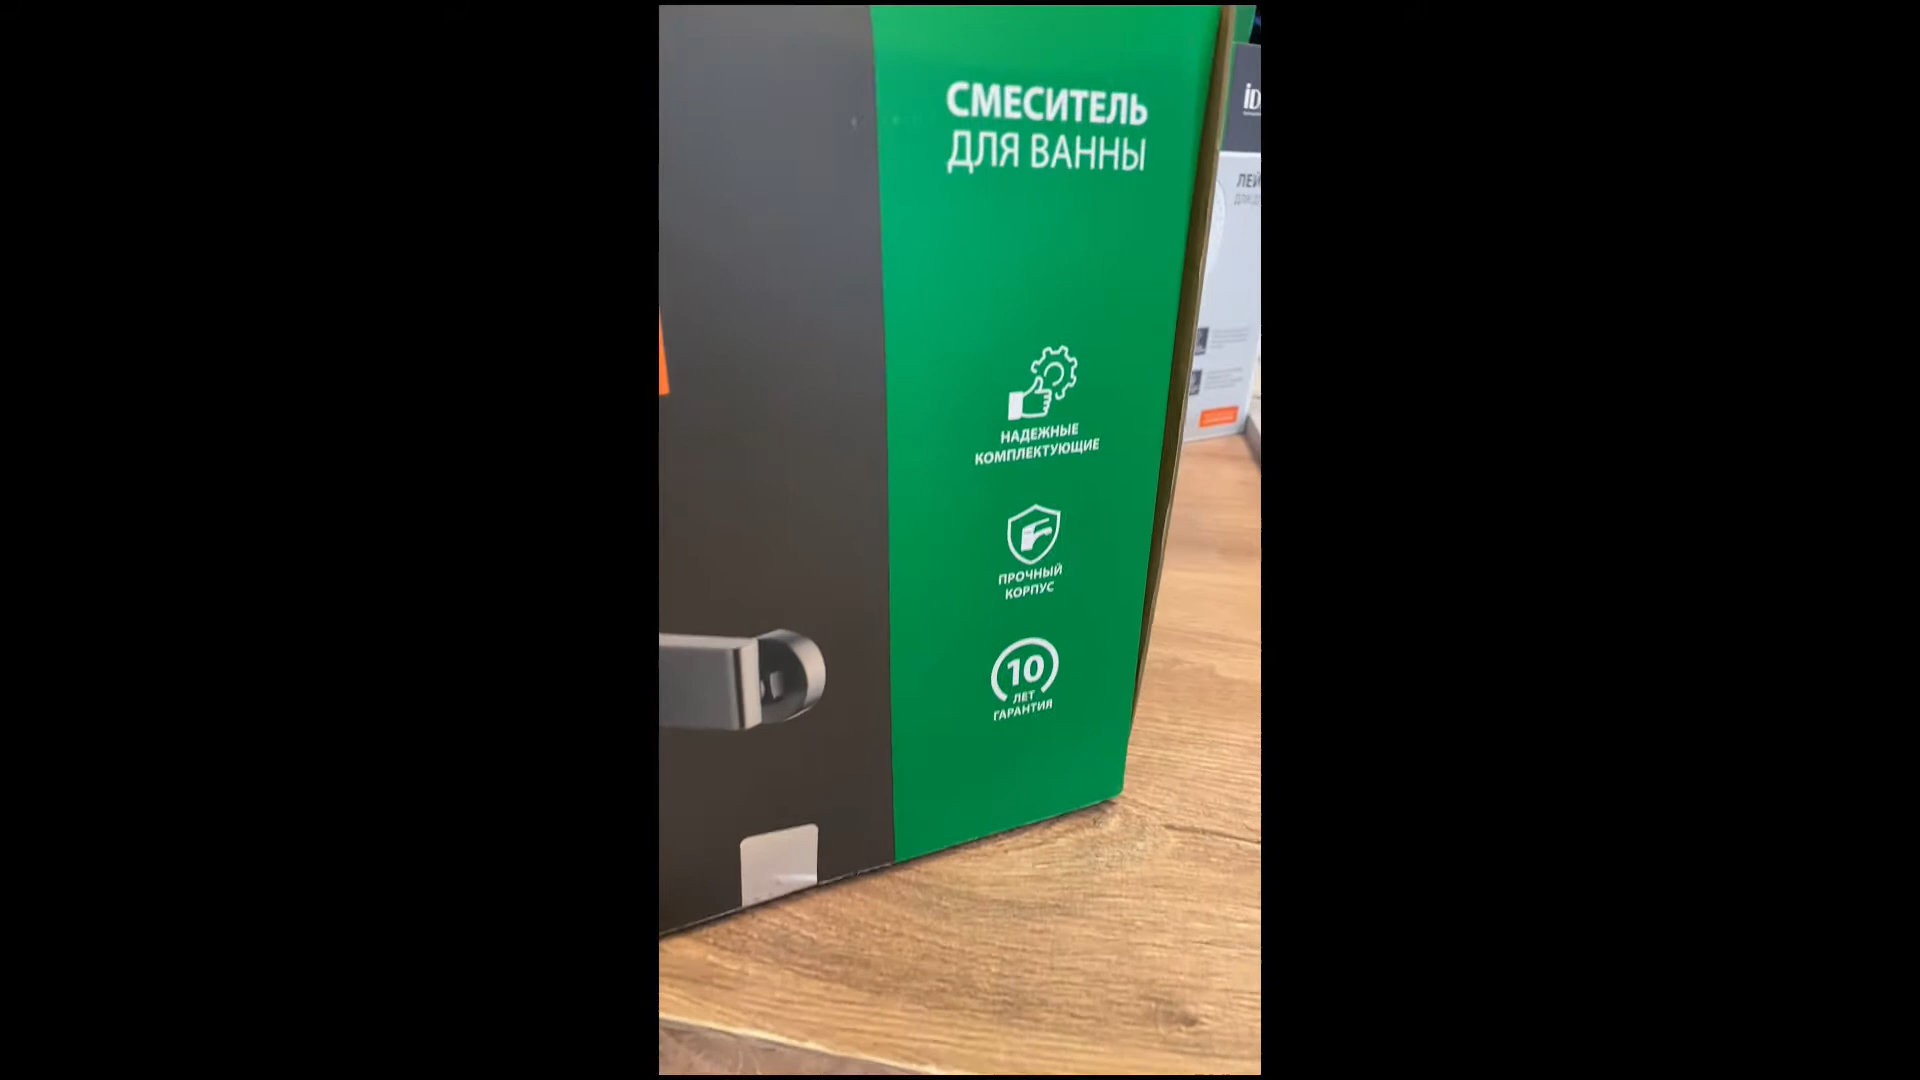 СМЕСИТЕЛЬ
ДЛЯ ВАННЫ
НАДЕЖНЫЕ
КОМПЛЕКТУЮЩИЕ
ПРОЧНЫЙ
КОРПУС
10
ЛЕТ
ГАРАНТИЯ